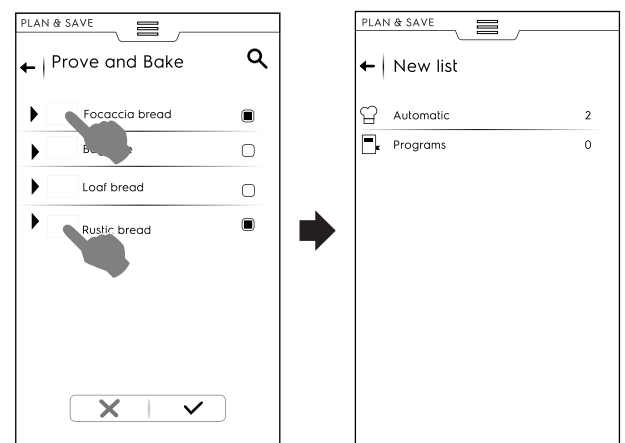 PLAN & SAVE
Prove and Bake
Focaccia bread
Loaf bread
Rustic bread
PLAN & SAVE
New list
Automatic 2
Programs 0